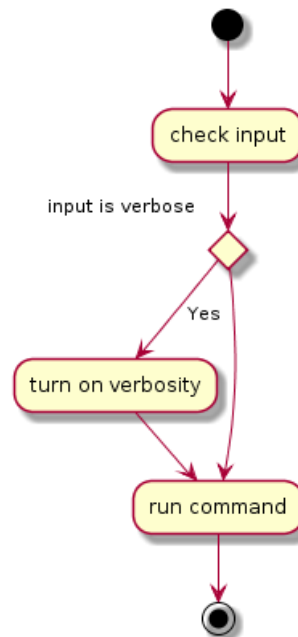 check input
input is verbose
Yes
turn on verbosity
run command